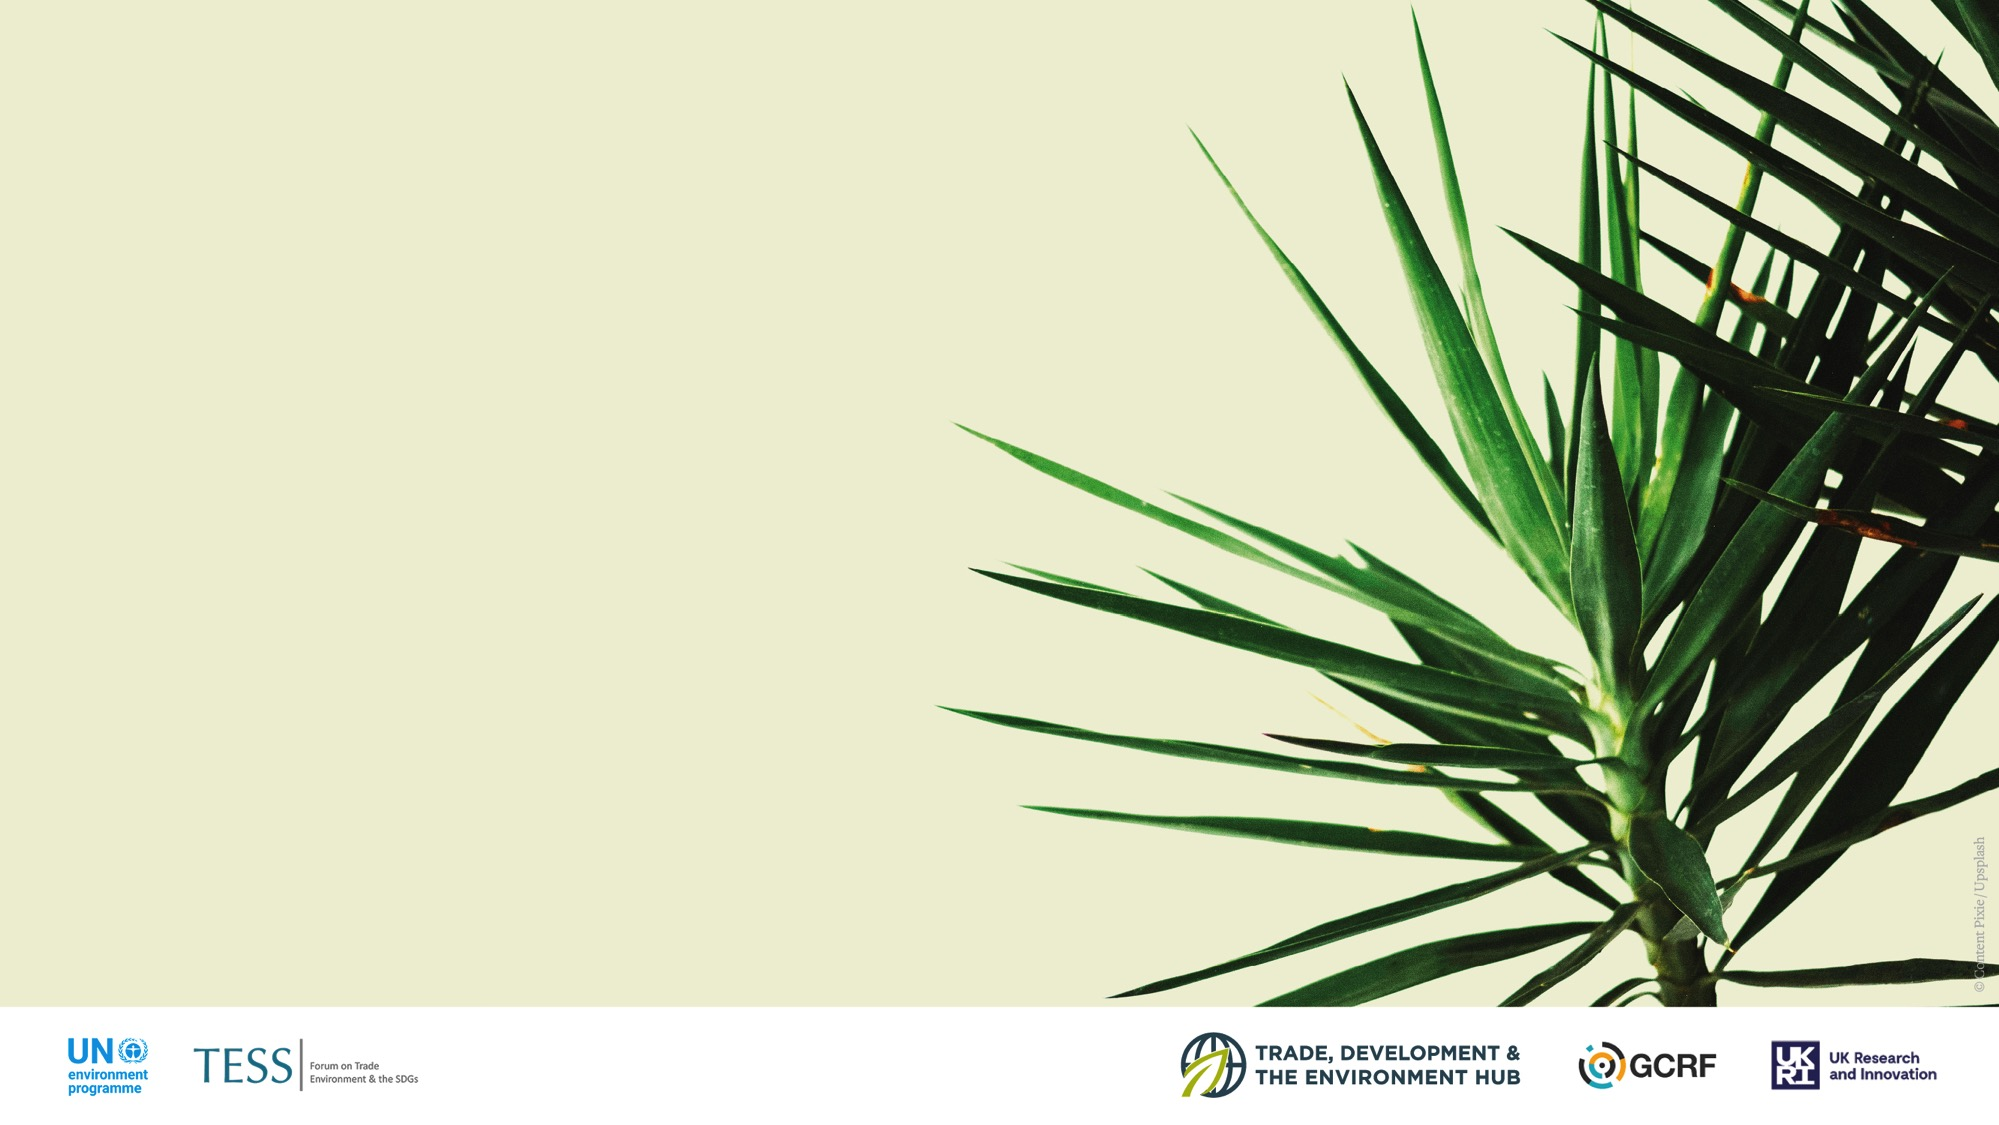 © Content Pixie / Upsplash
UN
environment
programme
TESS
Forum on Trade
Environment & the SDGs
TRADE, DEVELOPMENT &
THE ENVIRONMENT HUB
GCRF
UK
RI
UK Research
and Innovation